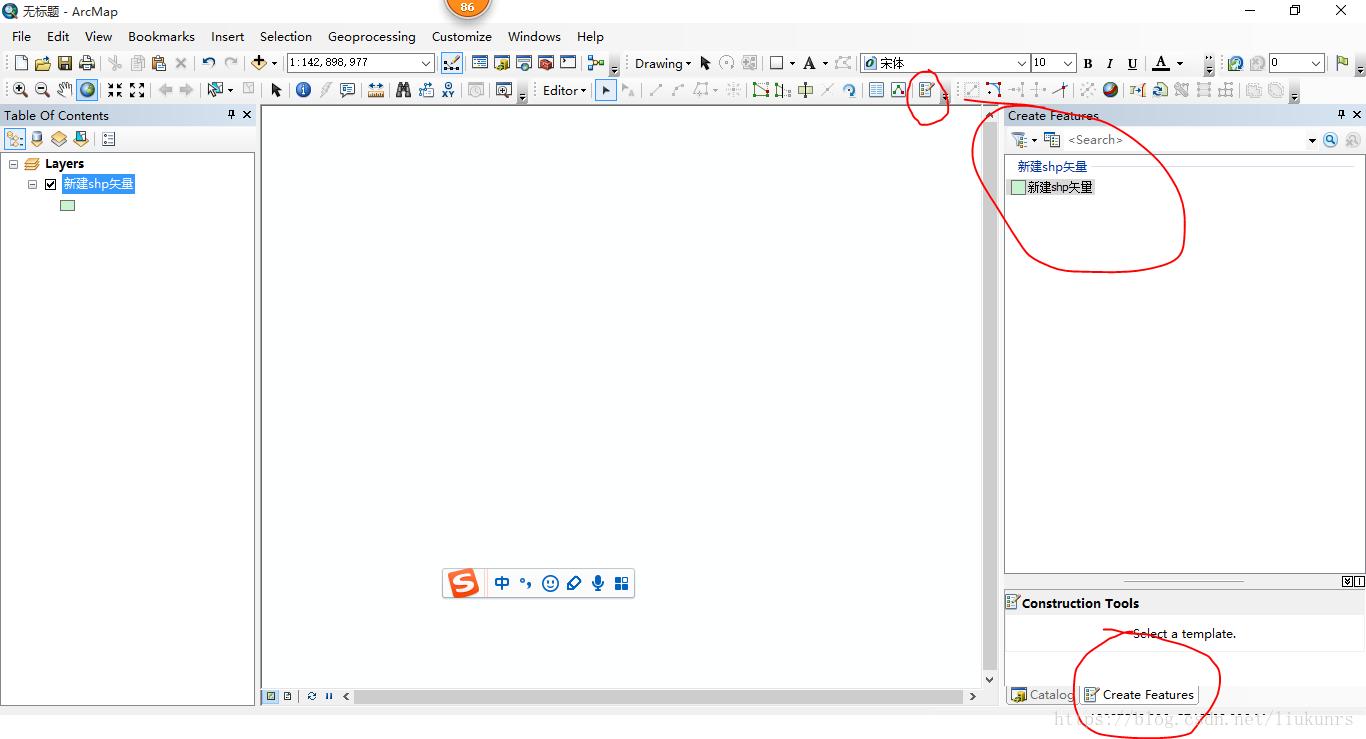 无标题 - ArcMap
86
File Edit View Bookmarks Insert Selection Geoprocessing Customize Windows Help
1:142,898,977
Drawing
A
宋体
10
B I U A
0
XY
Editor
Table Of Contents
Layers
新建shp矢量
Create Features
<Search>
新建shp矢量
新建shp矢量
S 中
Construction Tools
Select a template.
Catalog
Create Features
https://blog.csdn.net/liukunrs